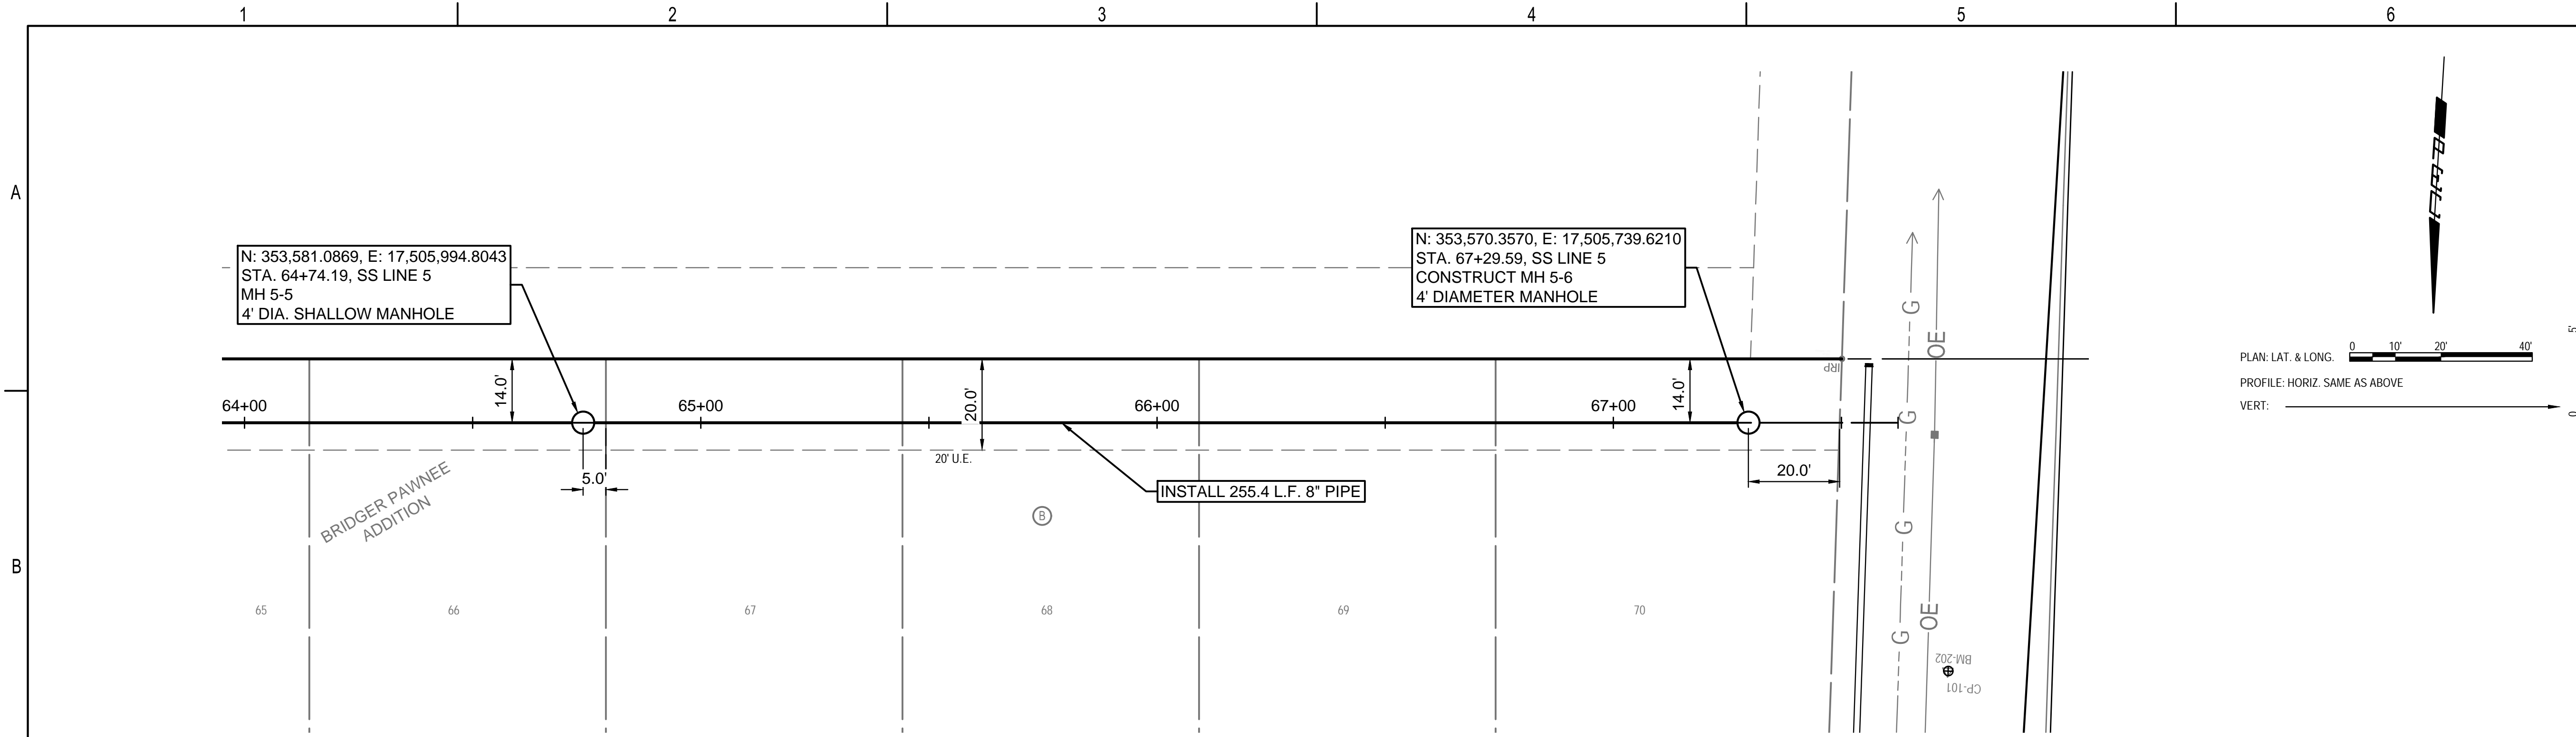 1
2
3
4
5
6
A
B
N: 353,581.0869, E: 17,505,994.8043
STA. 64+74.19, SS LINE 5
MH 5-5
4' DIA. SHALLOW MANHOLE
N: 353,570.3570, E: 17,505,739.6210
STA. 67+29.59, SS LINE 5
CONSTRUCT MH 5-6
4' DIAMETER MANHOLE
64+00
14.0'
65+00
20.0'
66+00
67+00
14.0'
IRP
5.0'
20' U.E.
20.0'
INSTALL 255.4 L.F. 8" PIPE
BRIDGER PAWNEE
ADDITION
B
65
66
67
68
69
70
G
G
G
G
OE
OE
BM-202
CP-101
PLAN: LAT. & LONG.
0 10' 20' 40'
PROFILE: HORIZ. SAME AS ABOVE
VERT:
0
5'